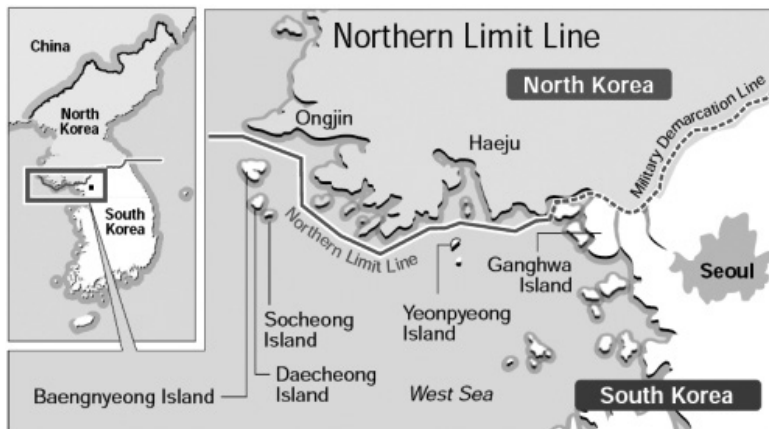 China
North
Korea
South
Korea
Northern Limit Line
North Korea
Military Demarcation Line
Ongjin
Haeju
Northern Limit Line
Ganghwa
Island
Seoul
Yeonpyeong
Island
Socheong
Island
Daecheong
Island
Baengnyeong Island
West Sea
South Korea